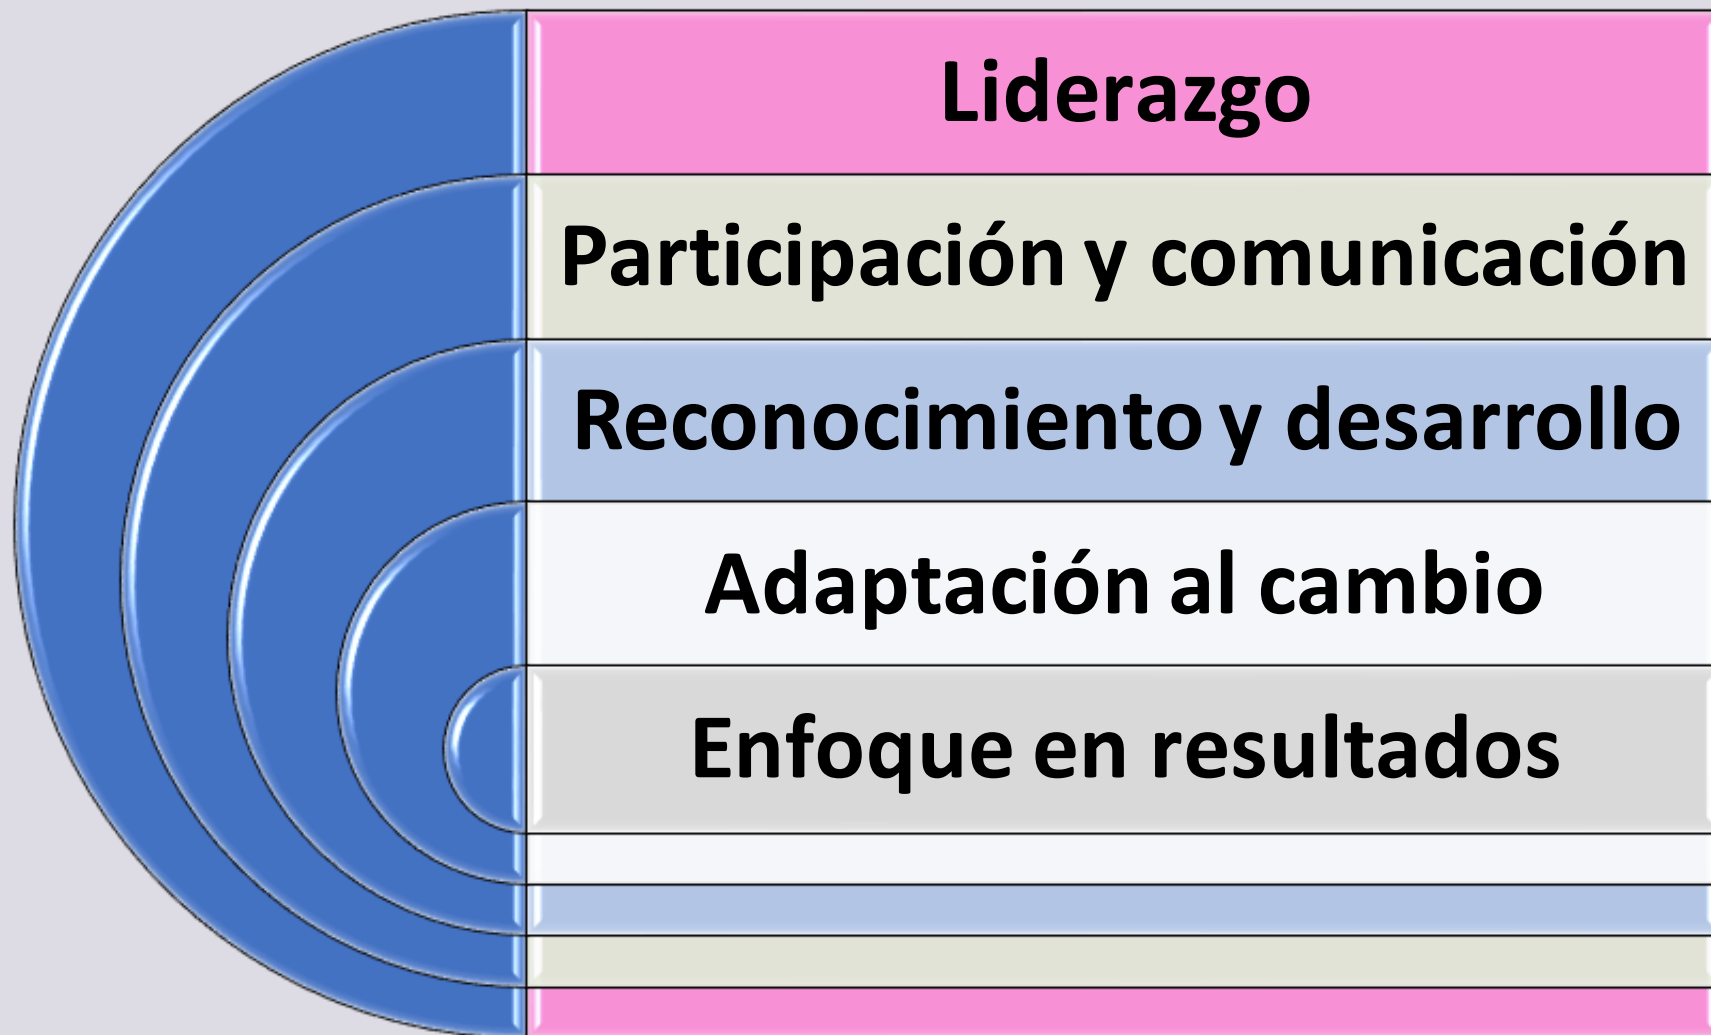 Liderazgo
Participación y comunicación
Reconocimiento y desarrollo
Adaptación al cambio
Enfoque en resultados